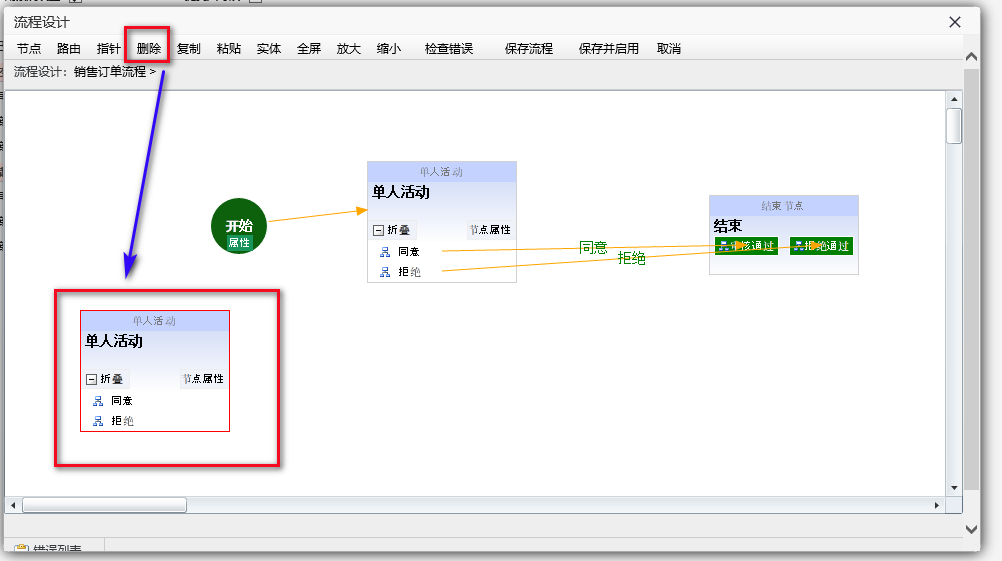 流程设计
节点 路由 指针 删除 复制 粘贴 实体 全屏 放大 缩小 检查错误 保存流程 保存并启用 取消
流程设计: 销售订单流程 >
开始
属性
单人活动
单人活动
折叠 节点属性
同意
拒绝
同意
拒绝
结束 节点
结束
审核通过 拒绝通过
单人活动
单人活动
折叠 节点属性
同意
拒绝
错误列表